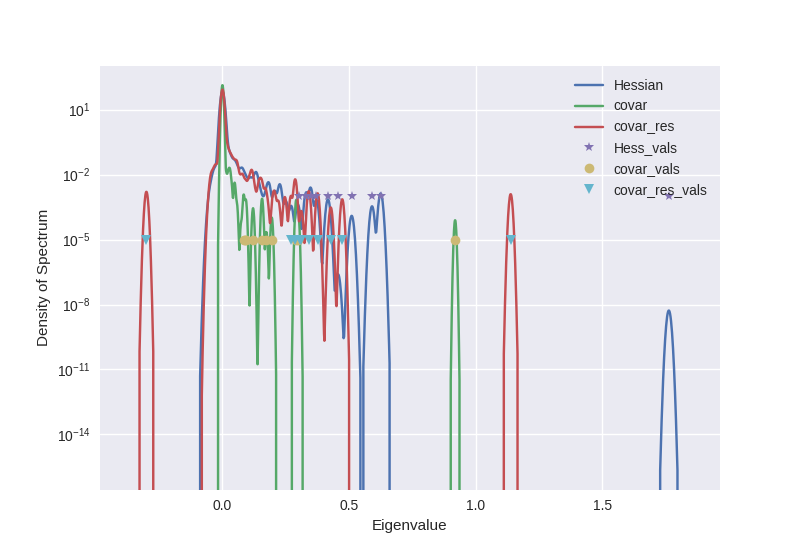 Hessian
covar
covar_res
Hess_vals
covar_vals
covar_res_vals
10^1
10^−2
10^−5
10^−8
10^−11
10^−14
Density of Spectrum
0.0 0.5 1.0 1.5
Eigenvalue